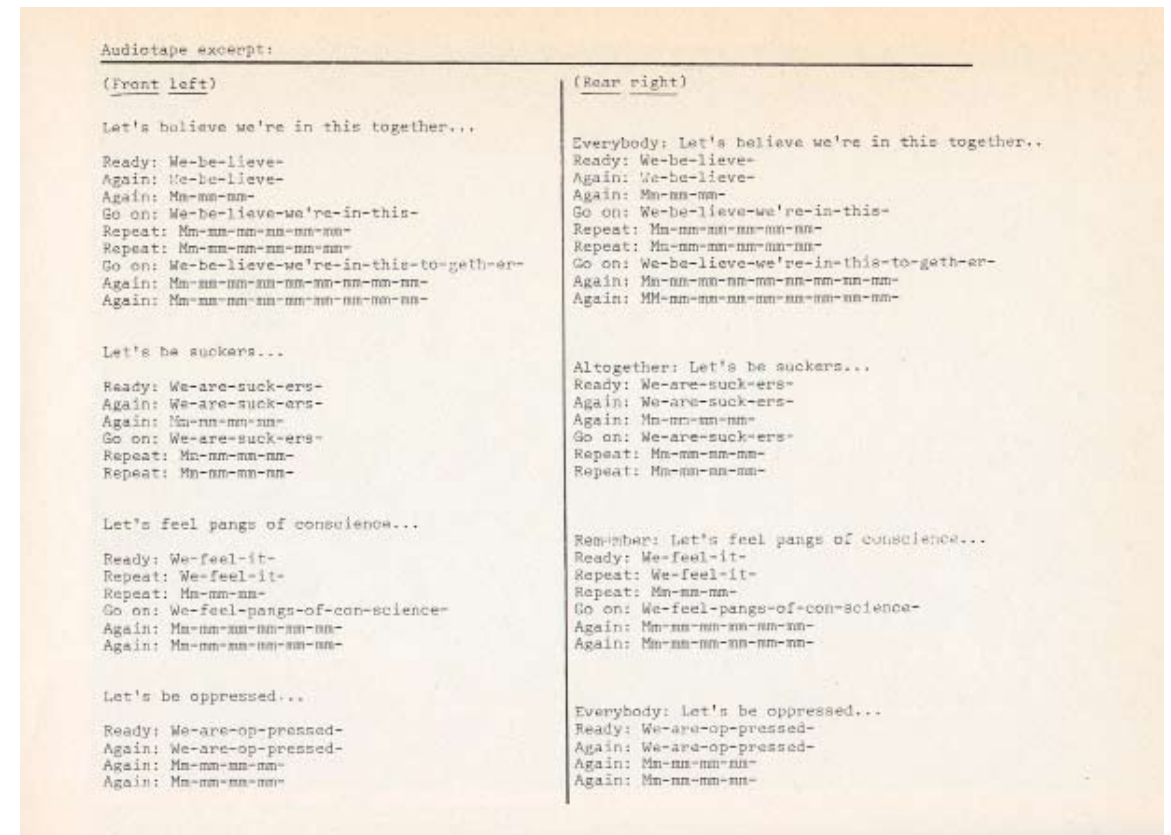 Audiotape excerpt:
(Front left)
Let's believe we're in this together...
Ready: We-be-lieve-
Again: We-be-lieve-
Again: Mm-mm-mm-
Go on: We-be-lieve-we're-in-this-
Repeat: Mm-mm-mm-mm-mm-mm-
Repeat: Mm-mm-mm-mm-mm-mm-
Go on: We-be-lieve-we're-in-this-to-geth-er-
Again: Mm-mm-mm-mm-mm-mm-mm-mm-mm-
Again: Mm-mm-mm-mm-mm-mm-mm-mm-mm-
Let's be suckers...
Ready: We-are-suck-ers-
Again: We-are-suck-ers-
Again: Mm-mm-mm-mm-
Go on: We-are-suck-ers-
Repeat: Mm-mm-mm-mm-
Repeat: Mm-mm-mm-mm-
Let's feel pangs of conscience...
Ready: We-feel-it-
Repeat: We-feel-it-
Repeat: Mm-mm-mm-
Go on: We-feel-pangs-of-con-science-
Again: Mm-mm-mm-mm-mm-mm-
Again: Mm-mm-mm-mm-mm-mm-
Let's be oppressed...
Ready: We-are-op-pressed-
Again: We-are-op-pressed-
Again: Mm-mm-mm-mm-
Again: Mm-mm-mm-mm-
(Rear right)
Everybody: Let's believe we're in this together..
Ready: We-be-lieve-
Again: We-be-lieve-
Again: Mm-mm-mm-
Go on: We-be-lieve-we're-in-this-
Repeat: Mm-mm-mm-mm-mm-mm-
Repeat: Mm-mm-mm-mm-mm-mm-
Go on: We-be-lieve-we're-in-this-to-geth-er-
Again: Mm-mm-mm-mm-mm-mm-mm-mm-mm-
Again: MM-mm-mm-mm-mm-mm-mm-mm-mm-
Altogether: Let's be suckers...
Ready: We-are-suck-ers-
Again: We-are-suck-ers-
Again: Mm-mm-mm-mm-
Go on: We-are-suck-ers-
Repeat: Mm-mm-mm-mm-
Repeat: Mm-mm-mm-mm-
Remember: Let's feel pangs of conscience...
Ready: We-feel-it-
Repeat: We-feel-it-
Repeat: Mm-mm-mm-
Go on: We-feel-pangs-of-con-science-
Again: Mm-mm-mm-mm-mm-mm-
Again: Mm-mm-mm-mm-mm-mm-
Everybody: Let's be oppressed...
Ready: We-are-op-pressed-
Again: We-are-op-pressed-
Again: Mm-mm-mm-mm-
Again: Mm-mm-mm-mm-